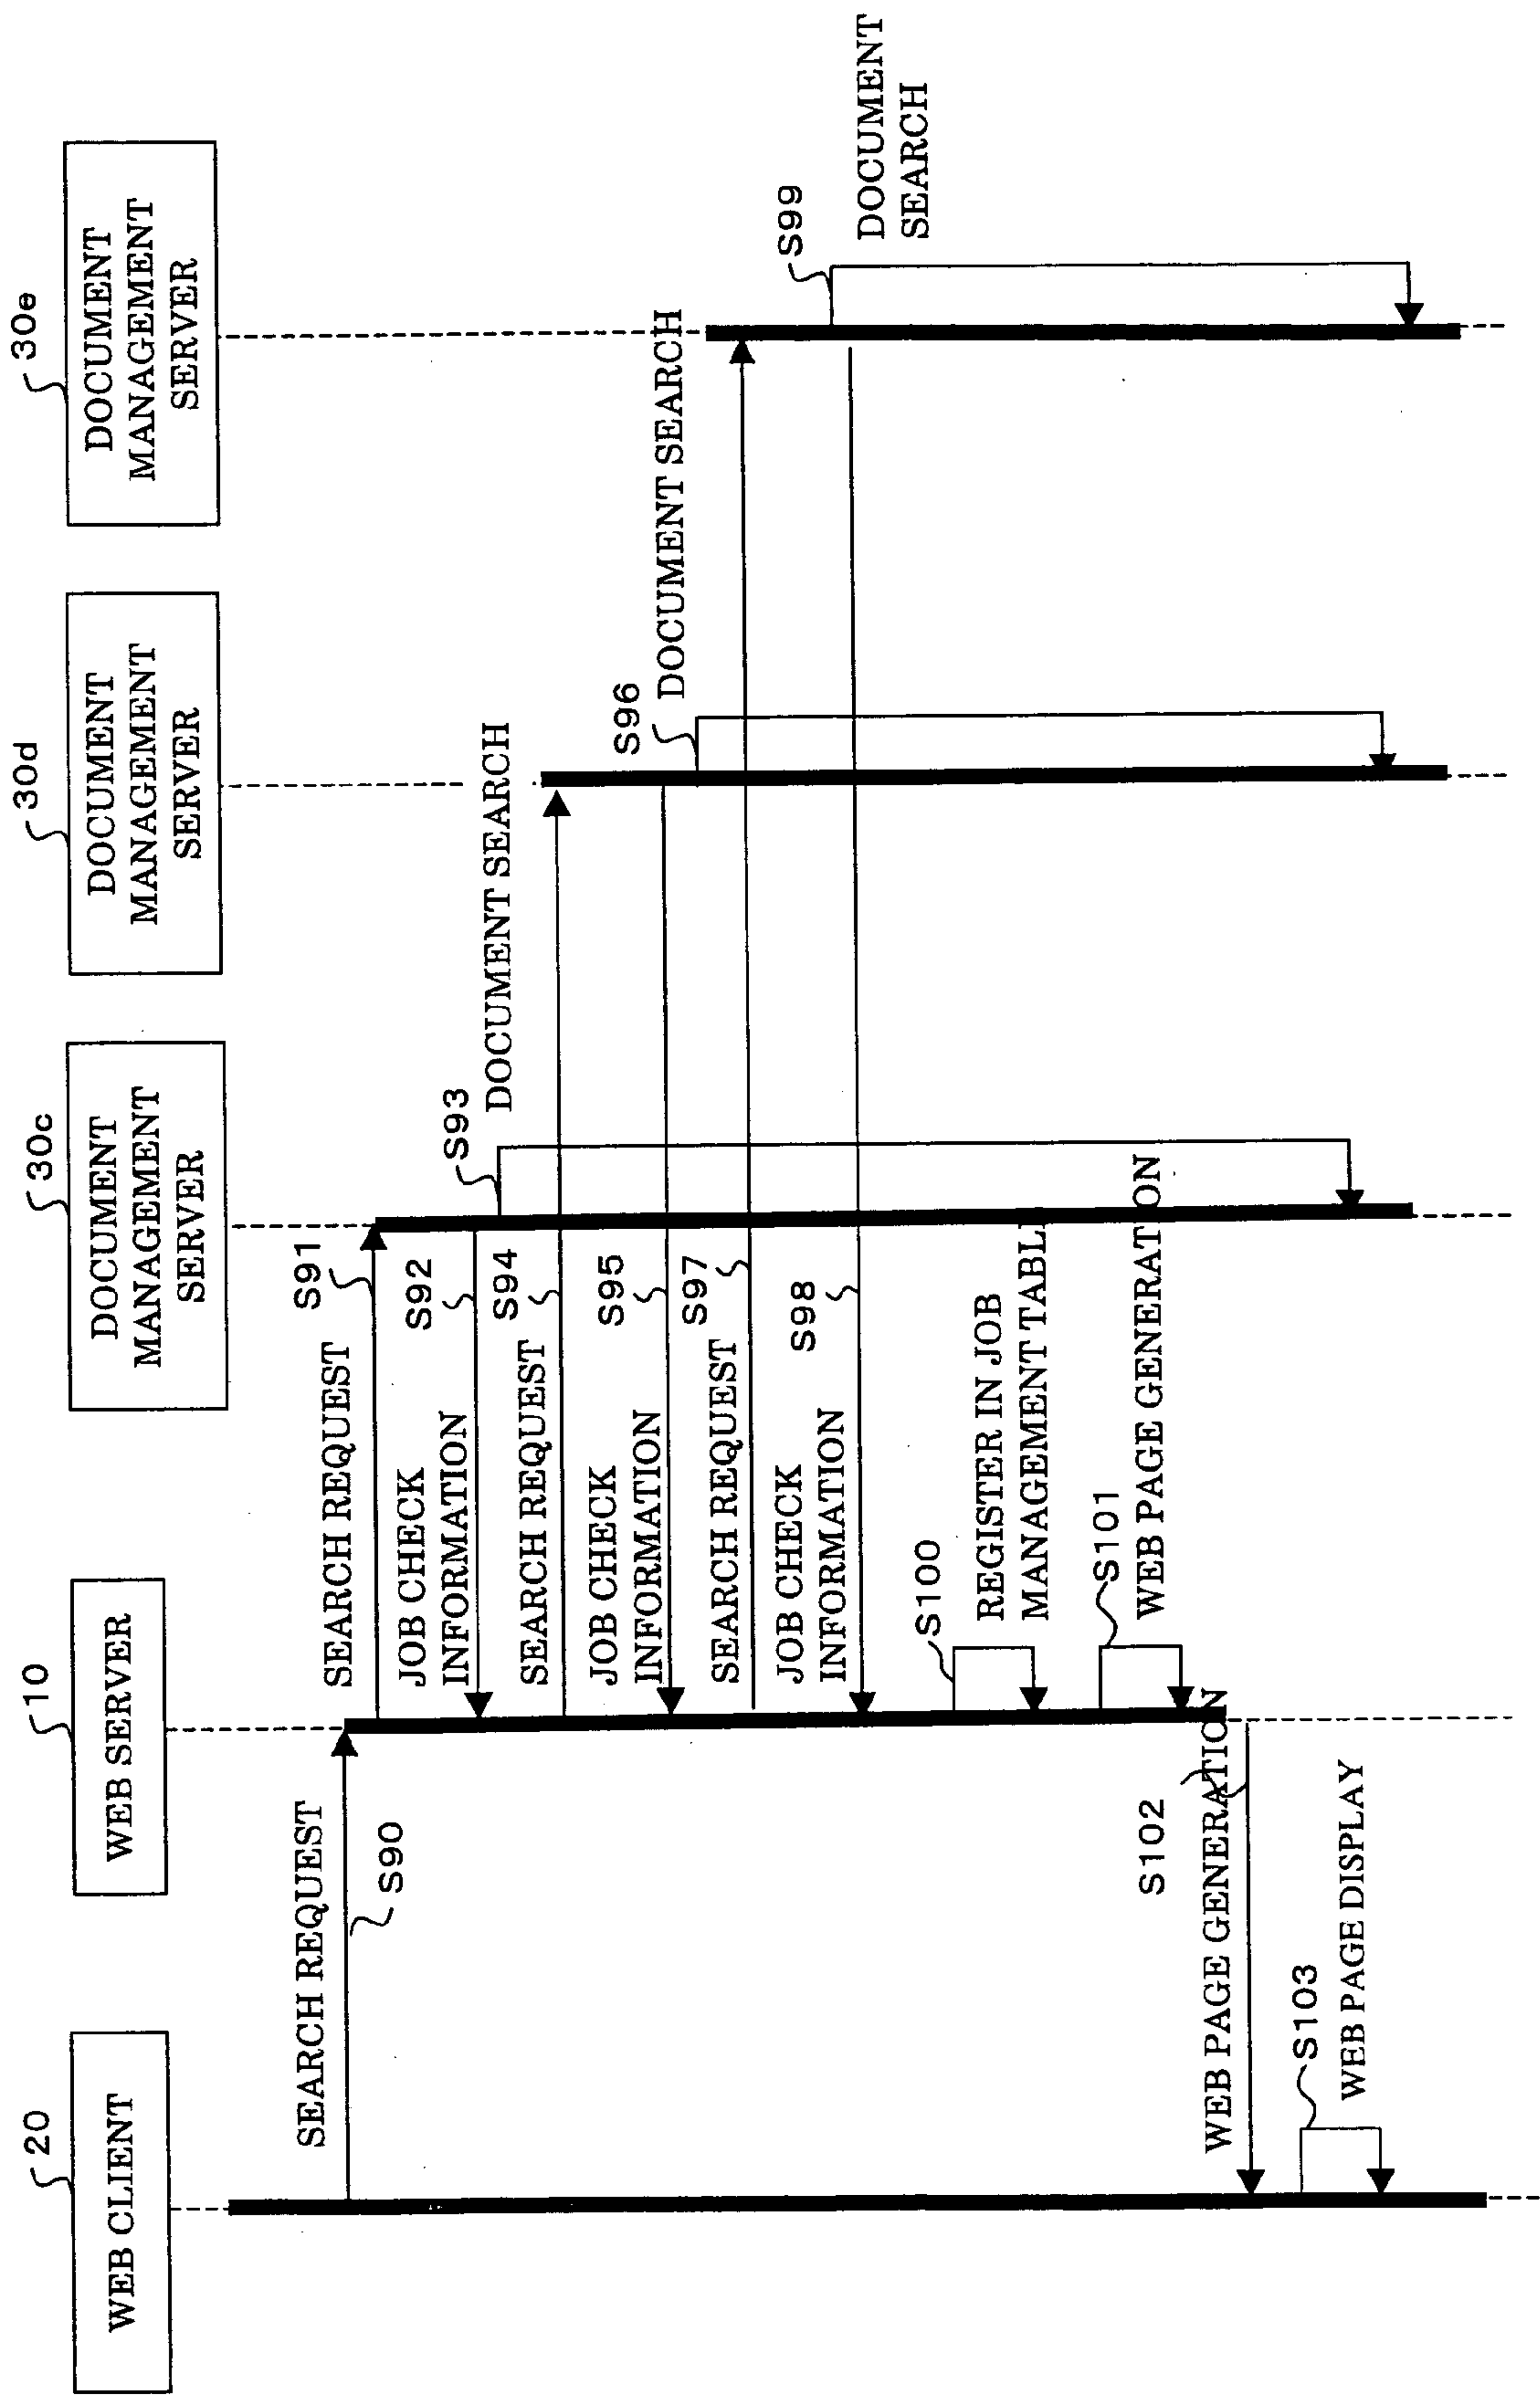 20
WEB CLIENT
10
WEB SERVER
30c
DOCUMENT
MANAGEMENT
SERVER
30d
DOCUMENT
MANAGEMENT
SERVER
30e
DOCUMENT
MANAGEMENT
SERVER
SEARCH REQUEST
S90
SEARCH REQUEST
S91
JOB CHECK
INFORMATION
S92
S93
DOCUMENT SEARCH
SEARCH REQUEST
S94
JOB CHECK
INFORMATION
S95
S96
DOCUMENT SEARCH
SEARCH REQUEST
S97
JOB CHECK
INFORMATION
S98
S99
DOCUMENT
SEARCH
S100
REGISTER IN JOB
MANAGEMENT TABL
S101
WEB PAGE GENERATION
S102
WEB PAGE GENERATION
S103
WEB PAGE DISPLAY